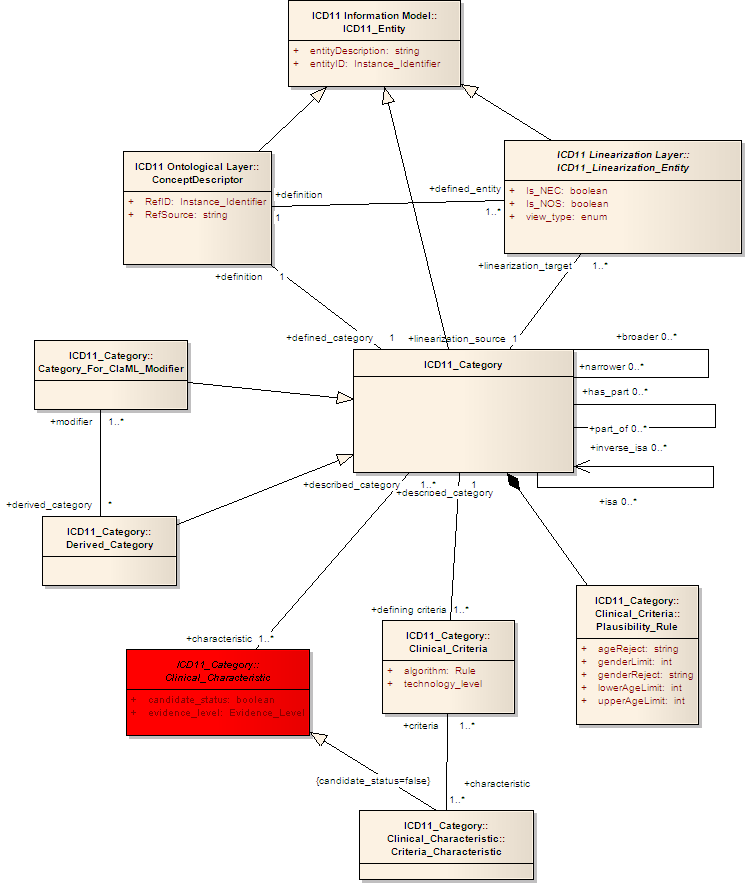 ICD11 Information Model::
ICD11_Entity
+ entityDescription: string
+ entityID: Instance_Identifier
ICD11 Ontological Layer::
ConceptDescriptor
+ RefID: Instance_Identifier
+ RefSource: string
ICD11 Linearization Layer::
ICD11_Linearization_Entity
+ Is_NEC: boolean
+ Is_NOS: boolean
+ view_type: enum
+definition
1
+defined_entity
1..*
+definition 1
+linearization_target 1..*
+defined_category 1
+linearization_source 1
+broader 0..*
ICD11_Category::
Category_For_ClaML_Modifier
ICD11_Category
+narrower 0..*
+has_part 0..*
+modifier 1..*
+part_of 0..*
+inverse_isa 0..*
+derived_category *
+described_category 1..*
+described_category 1
+isa 0..*
ICD11_Category::
Derived_Category
+characteristic 1..*
+defining criteria 1..*
ICD11_Category::
Clinical_Criteria::
Plausibility_Rule
+ ageReject: string
+ genderLimit: int
+ genderReject: string
+ lowerAgeLimit: int
+ upperAgeLimit: int
ICD11_Category::
Clinical_Characteristic
+ candidate_status: boolean
+ evidence_level: Evidence_Level
ICD11_Category::
Clinical_Criteria
+ algorithm: Rule
+ technology_level
+criteria 1..*
{candidate_status=false}
+characteristic
1..*
ICD11_Category::
Clinical_Characteristic::
Criteria_Characteristic